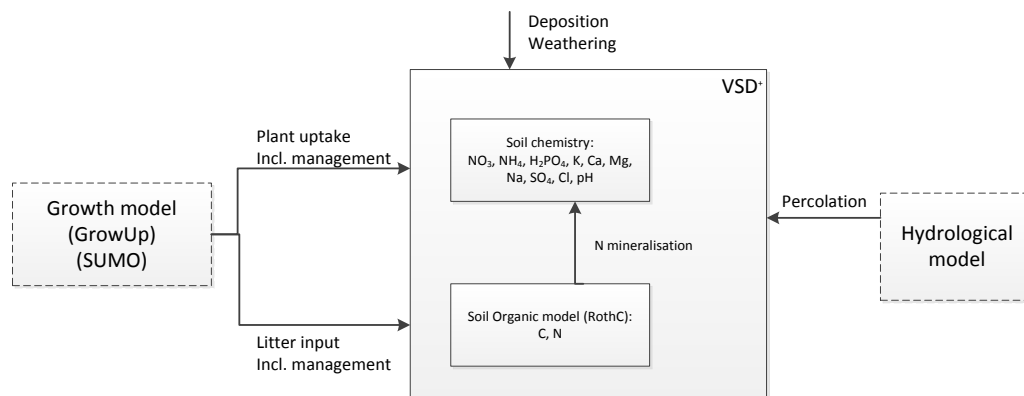 Deposition
Weathering
VSD⁺
Plant uptake
Incl. management
Soil chemistry:
NO₃, NH₄, H₂PO₄, K, Ca, Mg,
Na, SO₄, Cl, pH
Growth model
(GrowUp)
(SUMO)
Percolation
Hydrological
model
N mineralisation
Soil Organic model (RothC):
C, N
Litter input
Incl. management